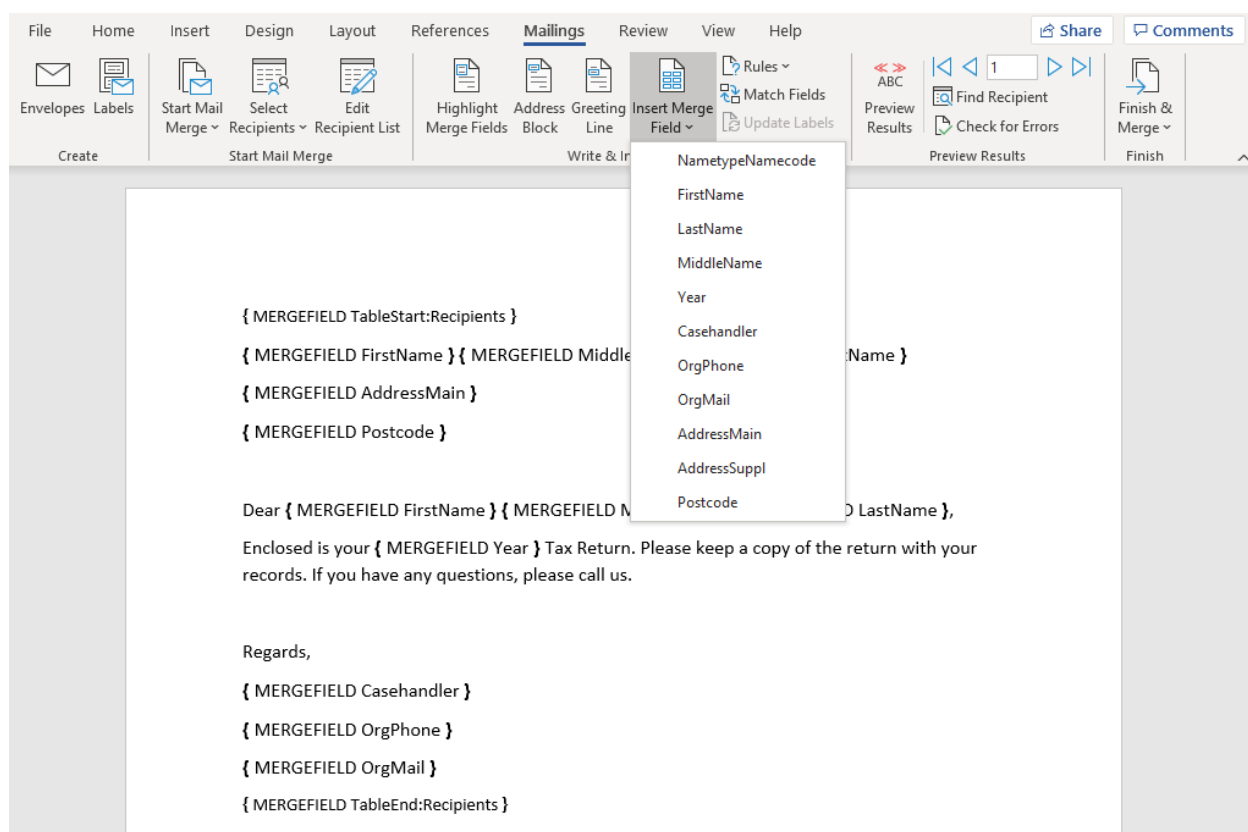 File Home Insert Design Layout References Mailings Review View Help Share Comments
Envelopes Labels
Start Mail Merge
Select Recipients
Edit Recipient List
Highlight Merge Fields
Address Block
Greeting Line
Insert Merge Field
Rules
Match Fields
Update Labels
ABC
Preview Results
1
Find Recipient
Check for Errors
Finish & Merge
Create Start Mail Merge Write & In Preview Results Finish
NametypeNamecode
FirstName
LastName
MiddleName
Year
Casehandler
OrgPhone
OrgMail
AddressMain
AddressSuppl
Postcode
{ MERGEFIELD TableStart:Recipients }
{ MERGEFIELD FirstName } { MERGEFIELD Middle Name }
{ MERGEFIELD AddressMain }
{ MERGEFIELD Postcode }
Dear { MERGEFIELD FirstName } { MERGEFIELD LastName },
Enclosed is your { MERGEFIELD Year } Tax Return. Please keep a copy of the return with your
records. If you have any questions, please call us.
Regards,
{ MERGEFIELD Casehandler }
{ MERGEFIELD OrgPhone }
{ MERGEFIELD OrgMail }
{ MERGEFIELD TableEnd:Recipients }